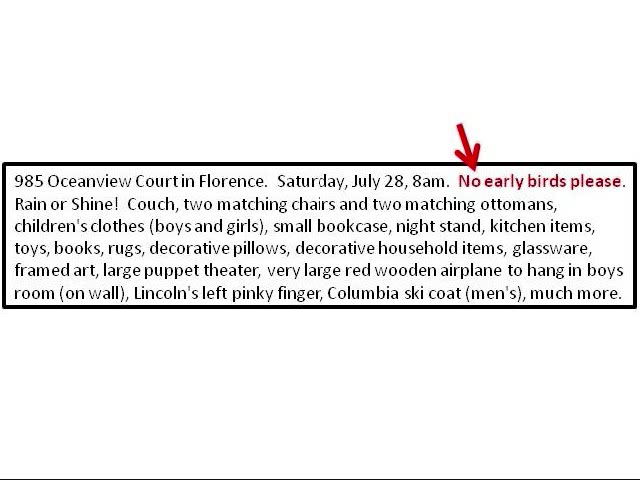 985 Oceanview Court in Florence. Saturday, July 28, 8am. No early birds please.
Rain or Shine! Couch, two matching chairs and two matching ottomans,
children's clothes (boys and girls), small bookcase, night stand, kitchen items,
toys, books, rugs, decorative pillows, decorative household items, glassware,
framed art, large puppet theater, very large red wooden airplane to hang in boys
room (on wall), Lincoln's left pinky finger, Columbia ski coat (men's), much more.